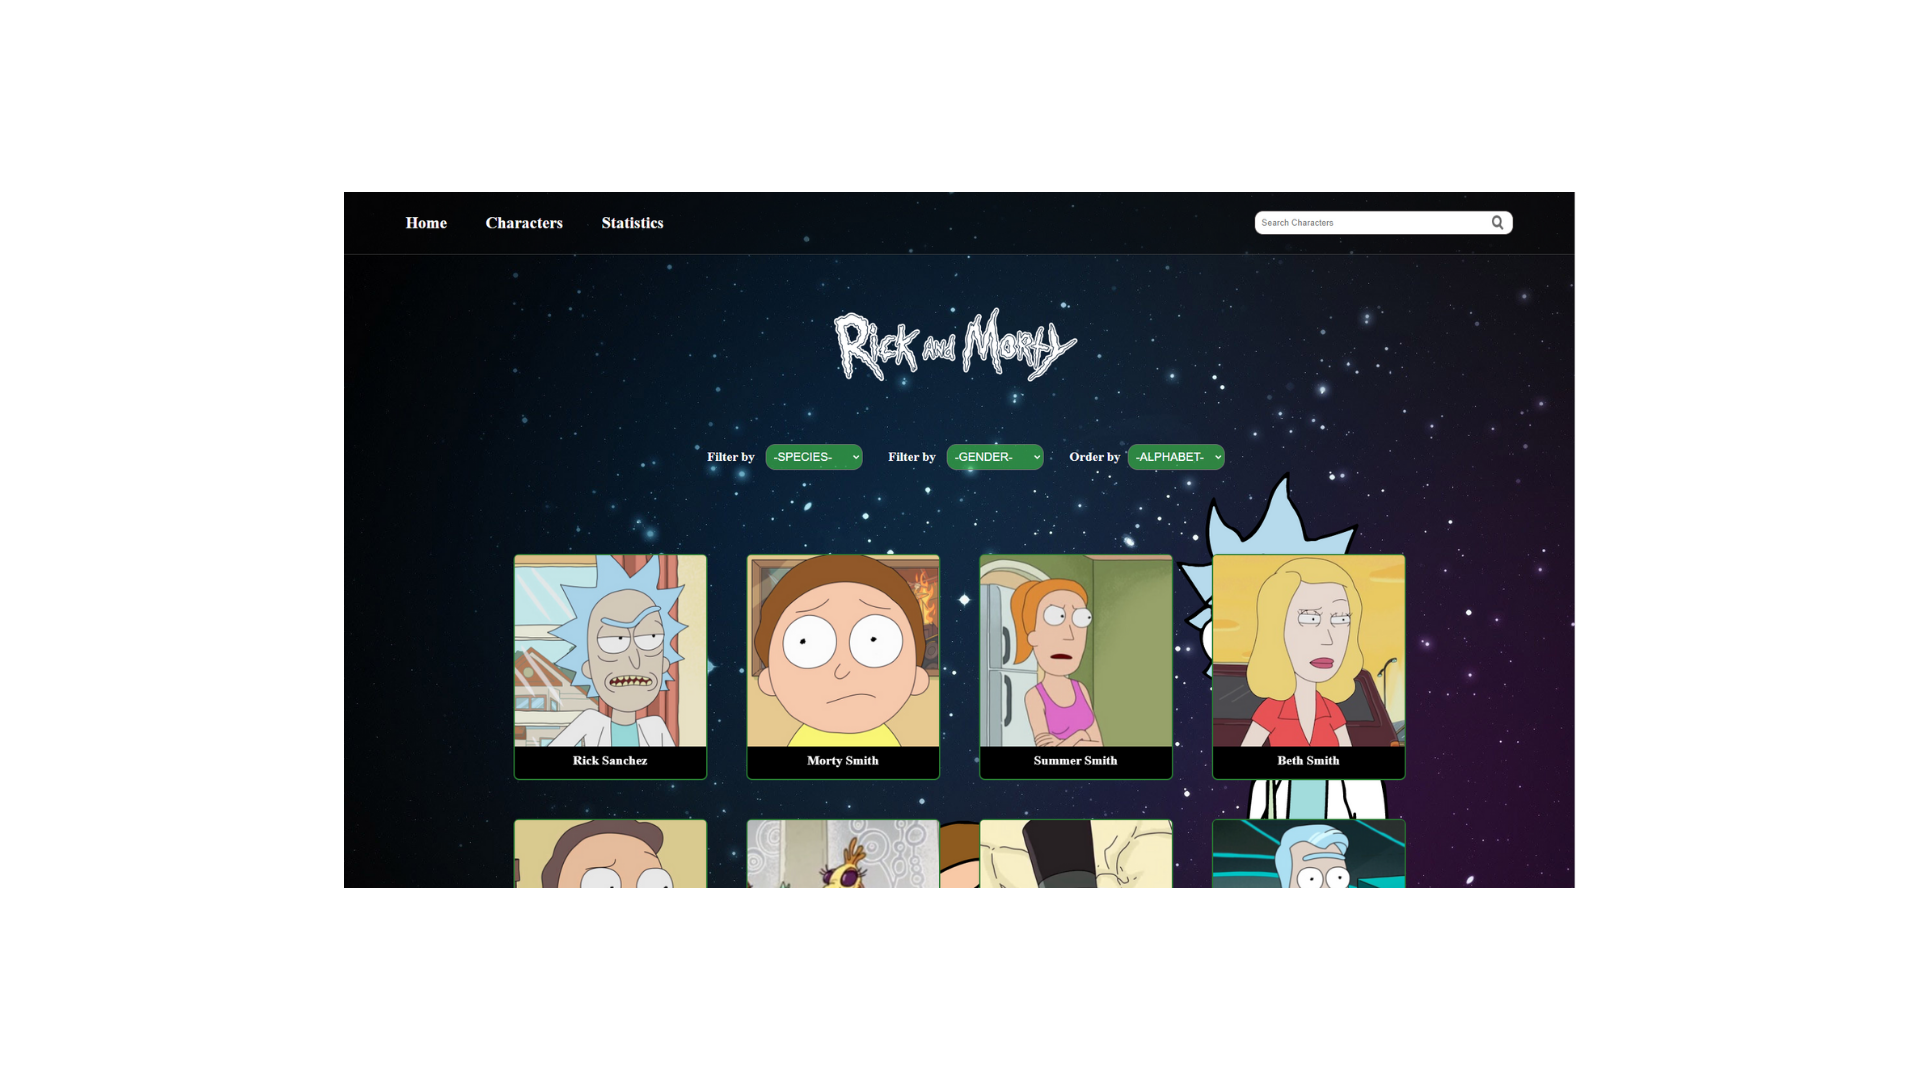 Home Characters Statistics Search Characters
Rick and Morty
Filter by -SPECIES- Filter by -GENDER- Order by -ALPHABET-
Rick Sanchez Morty Smith Summer Smith Beth Smith